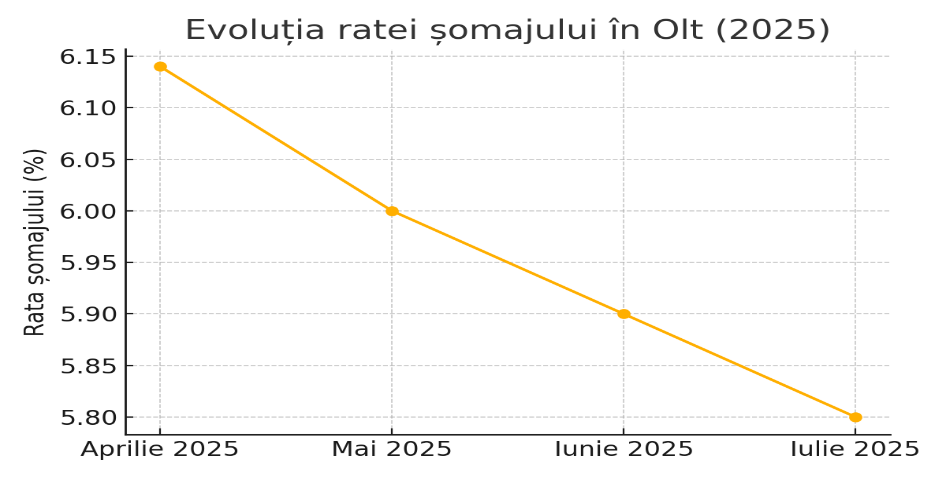 Evoluția ratei șomajului în Olt (2025)
Rata șomajului (%)
6.15
6.10
6.05
6.00
5.95
5.90
5.85
5.80
Aprilie 2025 Mai 2025 Iunie 2025 Iulie 2025